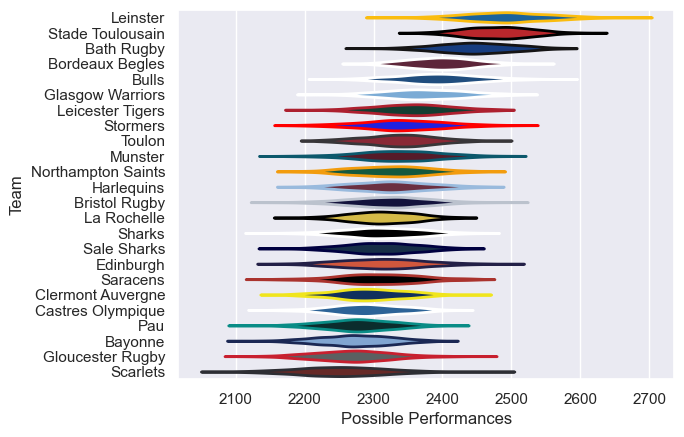 Leinster
Stade Toulousain
Bath Rugby
Bordeaux Begles
Bulls
Glasgow Warriors
Leicester Tigers
Stormers
Toulon
Munster
Northampton Saints
Harlequins
Bristol Rugby
La Rochelle
Sharks
Sale Sharks
Edinburgh
Saracens
Clermont Auvergne
Castres Olympique
Pau
Bayonne
Gloucester Rugby
Scarlets
Team
2100 2200 2300 2400 2500 2600 2700
Possible Performances